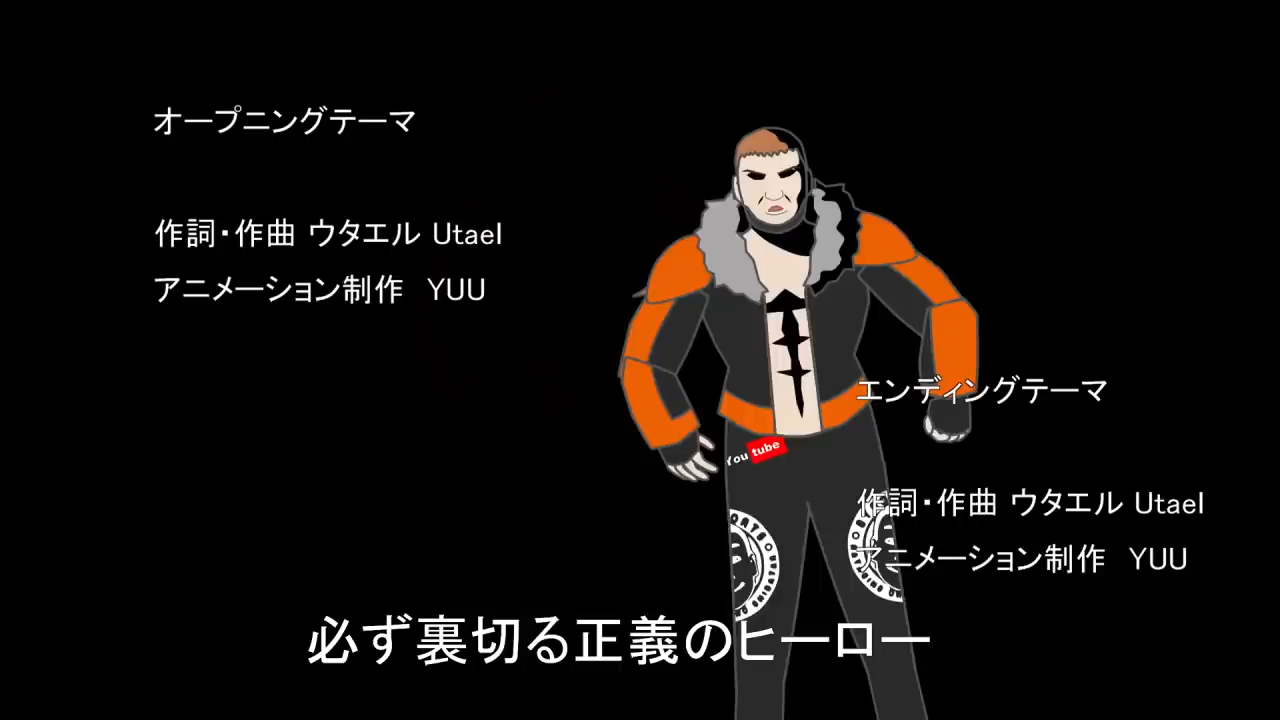 オープニングテーマ
作詞・作曲 ウタエル Utael
アニメーション制作 YUU
エンディングテーマ
You tube
作詞・作曲 ウタエル Utael
アニメーション制作 YUU
必ず裏切る正義のヒーロー